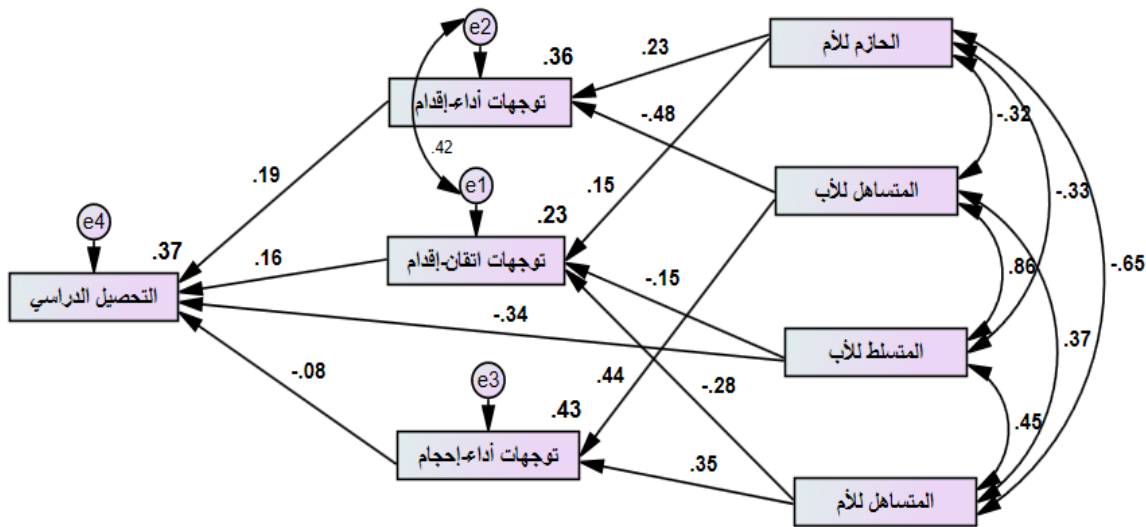 e2
الحازم للأم
.36
.23
توجهات أداء-إقدام
-.48
-.32
.42
.19
e1
.15
المتساهل للأب
e4
.23
-.33
.37
.16
توجهات اتقان-إقدام
-.15
.86
-.65
التحصيل الدراسي
-.34
المتسلط للأب
.37
-.08
e3
.44
-.28
.43
.45
توجهات أداء-إحجام
.35
المتساهل للأم